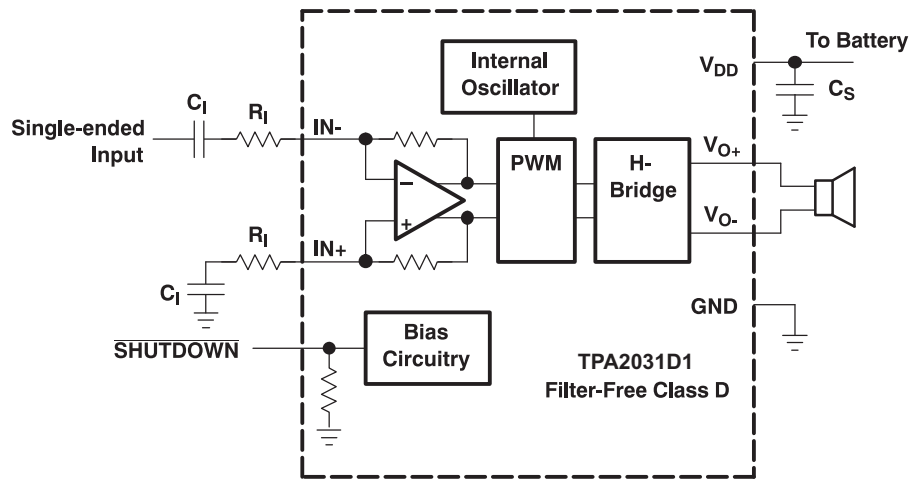 To Battery
Internal
Oscillator
VDD
CS
CI
RI
Single-ended
Input
IN-
PWM
H-
Bridge
VO+
VO-
−
+
RI
IN+
CI
GND
SHUTDOWN
Bias
Circuitry
TPA2031D1
Filter-Free Class D